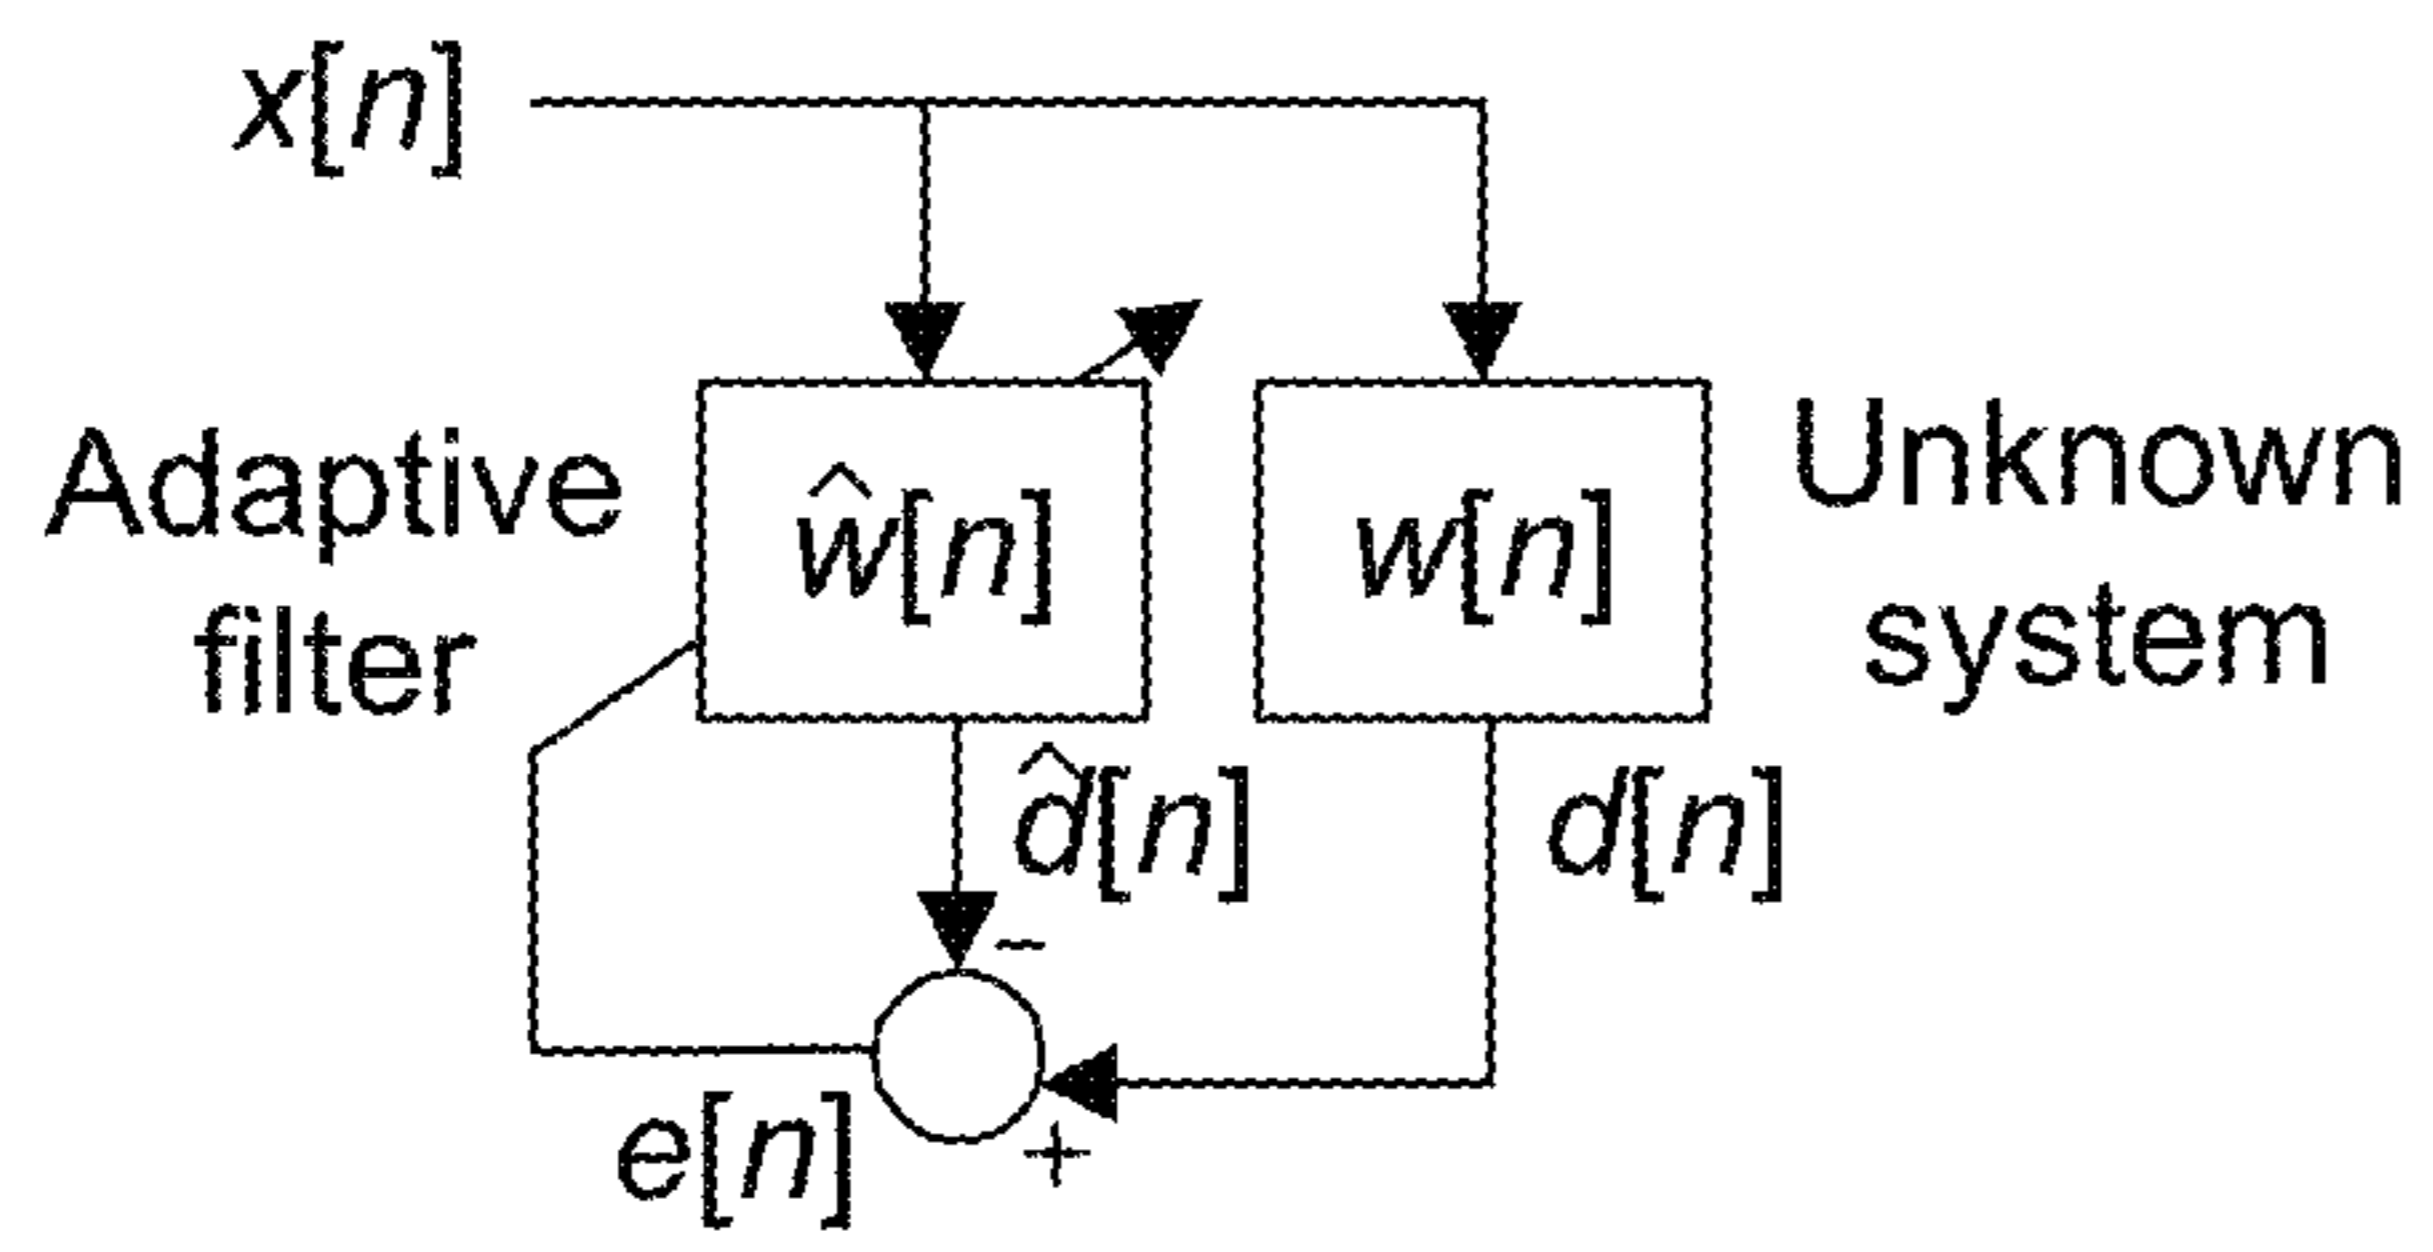 x[n]
Adaptive
filter
ŵ[n]
w[n]
Unknown
system
d̂[n]
d[n]
−
+
e[n]